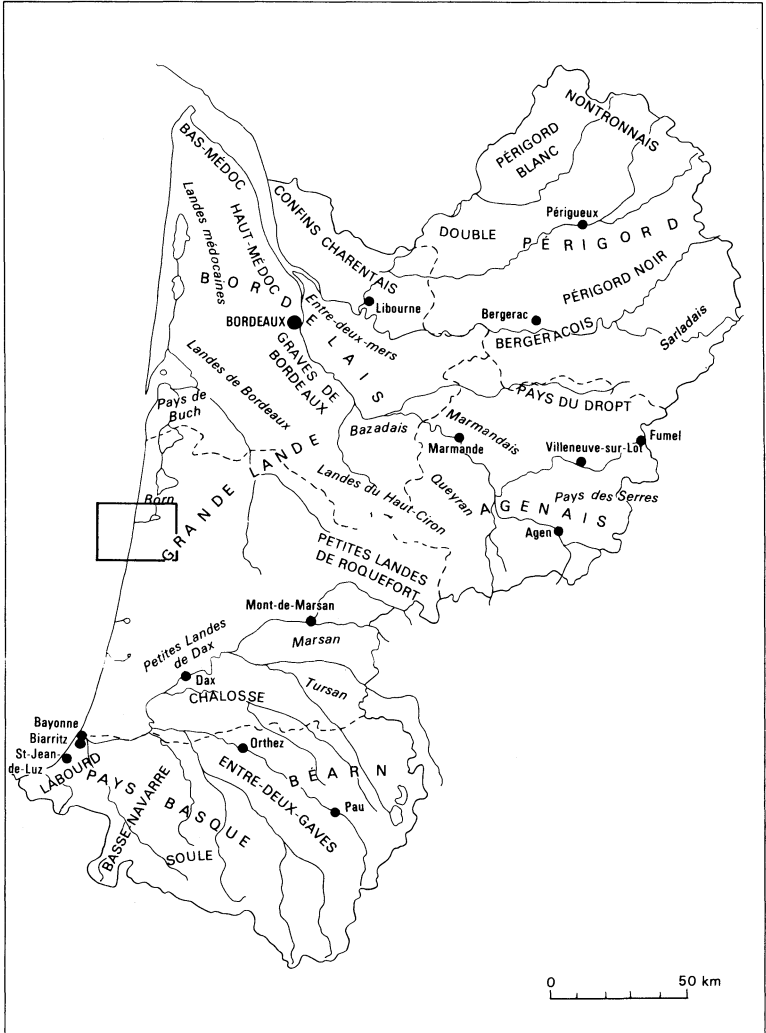 NONTRONNAIS
PÉRIGORD
BLANC
BAS-MÉDOC
CONFINS CHARENTAIS
Landes médocaines
HAUT-MÉDOC
Périgueux
DOUBLE
PÉRIGORD
PÉRIGORD NOIR
BORDELAIS
Libourne
Entre-deux-mers
Bergerac
BORDEAUX
BERGERACOIS
Sarladais
GRAVES DE
BORDEAUX
Landes de Bordeaux
Pays de
Buch
PAYS DU DROPT
Bazadais
Marmandais
Marmande
Fumel
Villeneuve-sur-Lot
GRANDE LANDE
Landes du Haut-Ciron
Queyran
Pays des Serres
AGENAIS
Born
Agen
PETITES LANDES
DE ROQUEFORT
Mont-de-Marsan
Marsan
Petites Landes
de Dax
Dax
Tursan
CHALOSSE
Bayonne
Biarritz
St-Jean-
de-Luz
Orthez
LABOURD
PAYS BASQUE
BÉARN
ENTRE-DEUX-GAVES
Pau
BASSE NAVARRE
SOULE
0 50 km